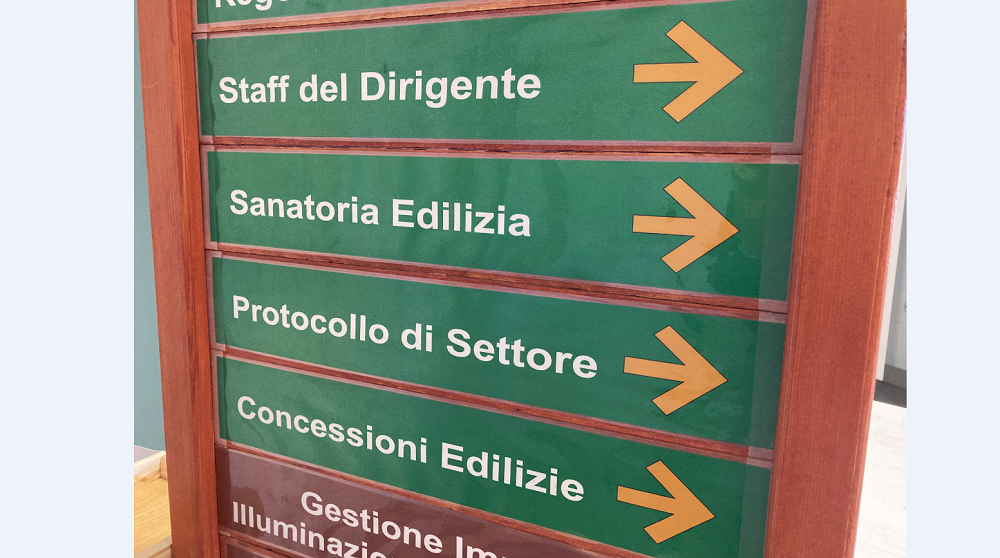 Staff del Dirigente
Sanatoria Edilizia
Protocollo di Settore
Concessioni Edilizie
Gestione